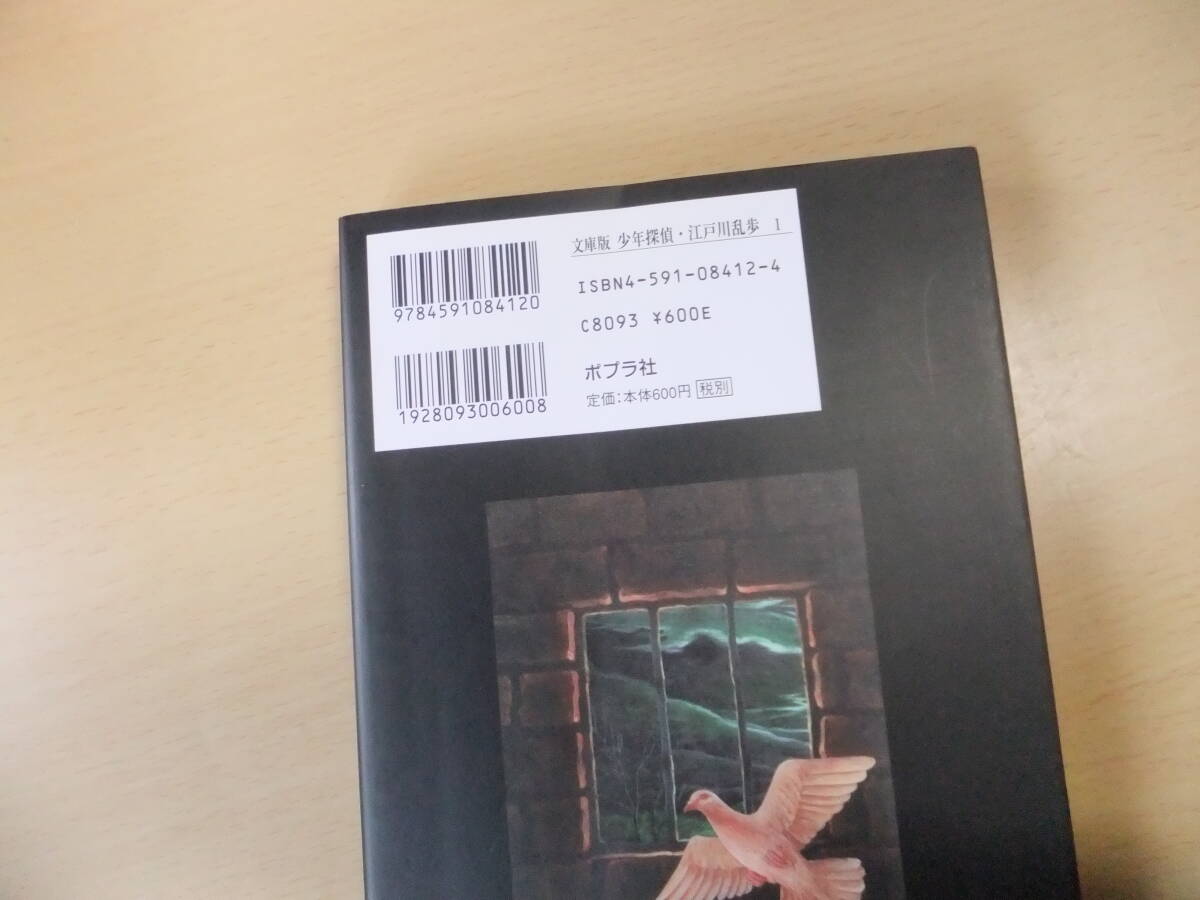 9784591084120
1928093006008
文庫版 少年探偵・江戸川乱歩 1
ISBN4-591-08412-4
C8093 ¥600E
ポプラ社
定価：本体600円 税別